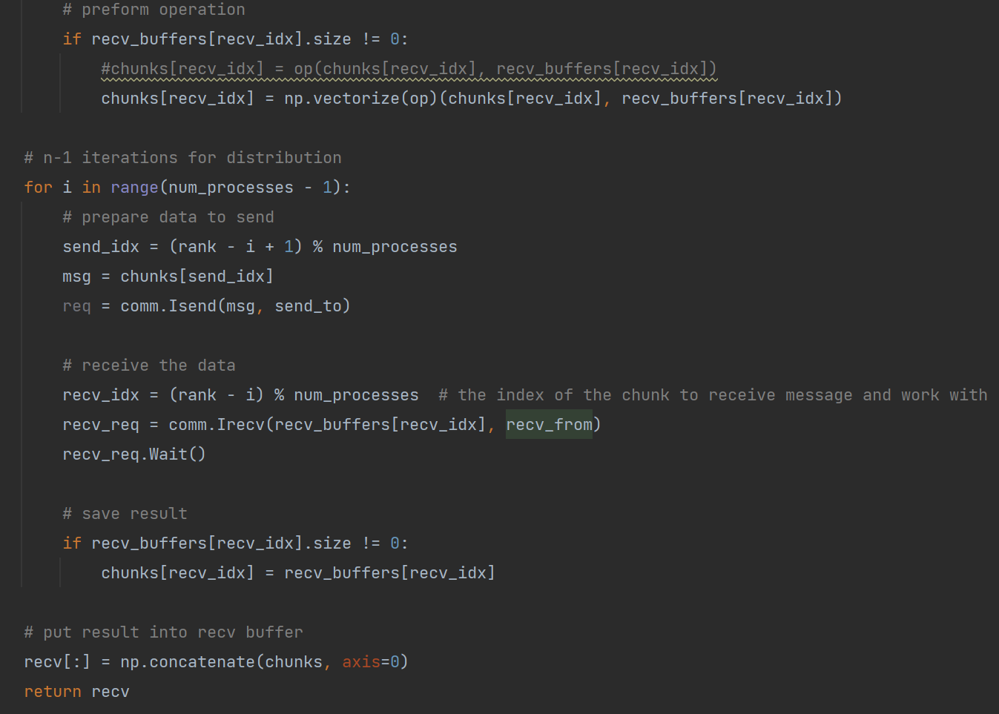 # preform operation
if recv_buffers[recv_idx].size != 0:
#chunks[recv_idx] = op(chunks[recv_idx], recv_buffers[recv_idx])
chunks[recv_idx] = np.vectorize(op)(chunks[recv_idx], recv_buffers[recv_idx])
# n-1 iterations for distribution
for i in range(num_processes - 1):
# prepare data to send
send_idx = (rank - i + 1) % num_processes
msg = chunks[send_idx]
req = comm.Isend(msg, send_to)
# receive the data
recv_idx = (rank - i) % num_processes  # the index of the chunk to receive message and work with
recv_req = comm.Irecv(recv_buffers[recv_idx], recv_from)
recv_req.Wait()
# save result
if recv_buffers[recv_idx].size != 0:
chunks[recv_idx] = recv_buffers[recv_idx]
# put result into recv buffer
recv[:] = np.concatenate(chunks, axis=0)
return recv